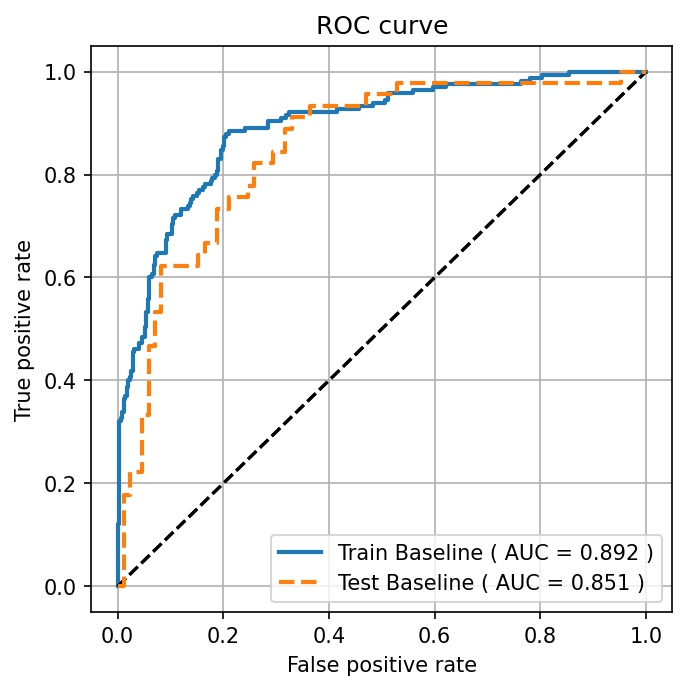 ROC curve
1.0
0.8
0.6
0.4
0.2
0.0
True positive rate
Train Baseline ( AUC = 0.892 )
Test Baseline ( AUC = 0.851 )
0.0 0.2 0.4 0.6 0.8 1.0
False positive rate